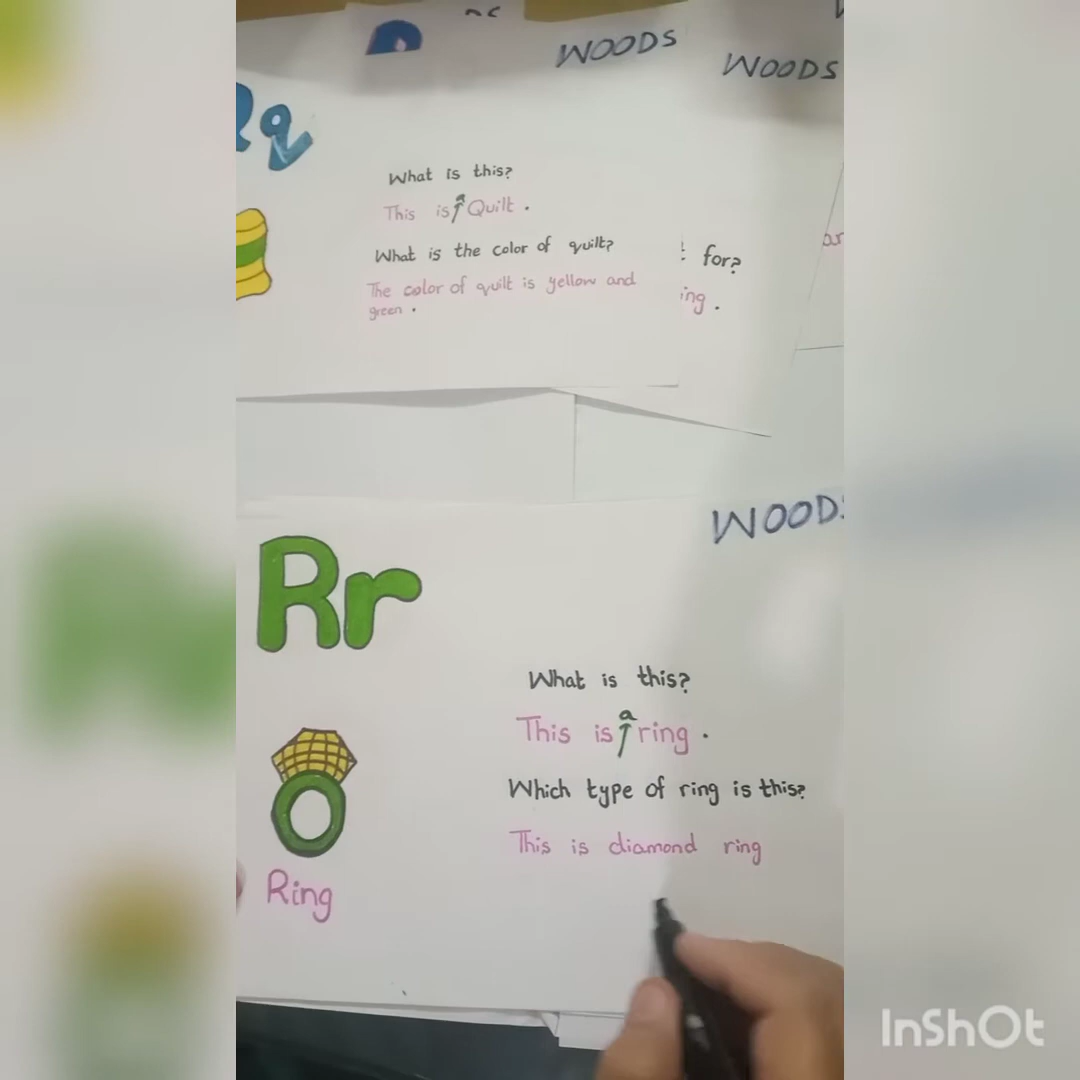 WOODS
WOODS
q
What is this?
This is a Quilt.
What is the color of quilt?
The color of quilt is yellow and
green.
for?
ing.
WOODS
Rr
What is this?
This is a ring.
Which type of ring is this?
This is diamond ring
Ring
InShOt